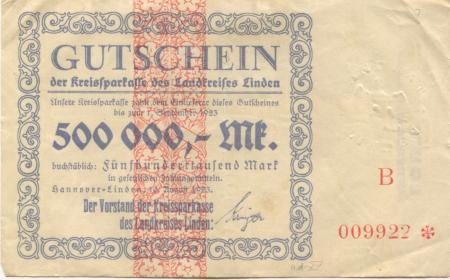 GUTSCHEIN
der Kreissparkasse des Landkreises Linden
Unsere Kreissparkasse zahlt dem Einlieferer dieses Gutscheines
bis zum 1. September 1923
500 000,- Mk.
buchstäblich: Fünfhunderttausend Mark
in gesetzlichen Zahlungsmitteln.
Hannover-Linden, August 1923.
Der Vorstand der Kreissparkasse
des Landkreises Linden:
B
009922 *